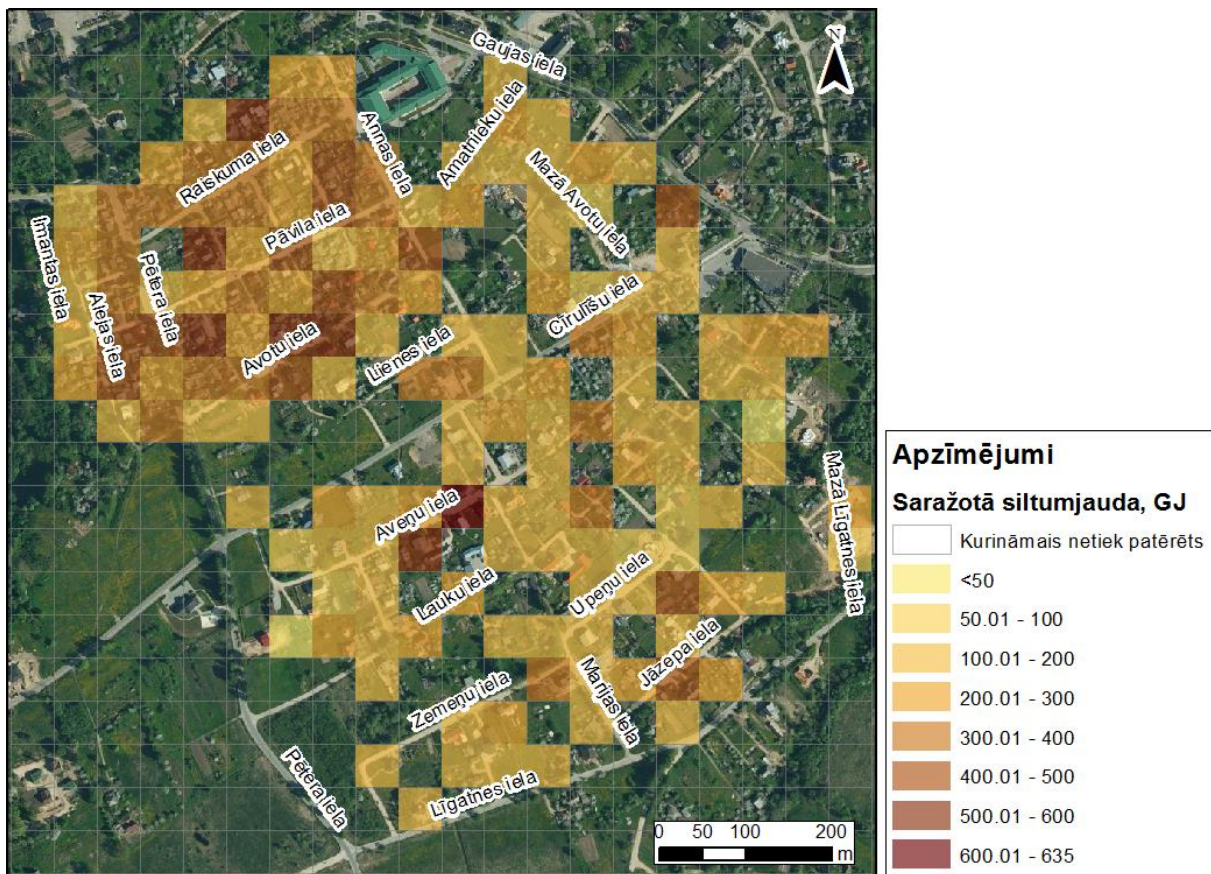 Gaujas iela
N
Amatnieku iela
Annas iela
Raiskuma iela
Mazā Avotu iela
Pāvila iela
Imantas iela
Pētera iela
Alejas iela
Cīrulīšu iela
Avotu iela
Lienes iela
Mazā Līgatnes iela
Aveņu iela
Lauku iela
Upeņu iela
Jāzepa iela
Zemeņu iela
Marijas iela
Pētera iela
Līgatnes iela
0 50 100 200
m
Apzīmējumi
Saražotā siltumjauda, GJ
Kurināmais netiek patērēts
<50
50.01 - 100
100.01 - 200
200.01 - 300
300.01 - 400
400.01 - 500
500.01 - 600
600.01 - 635